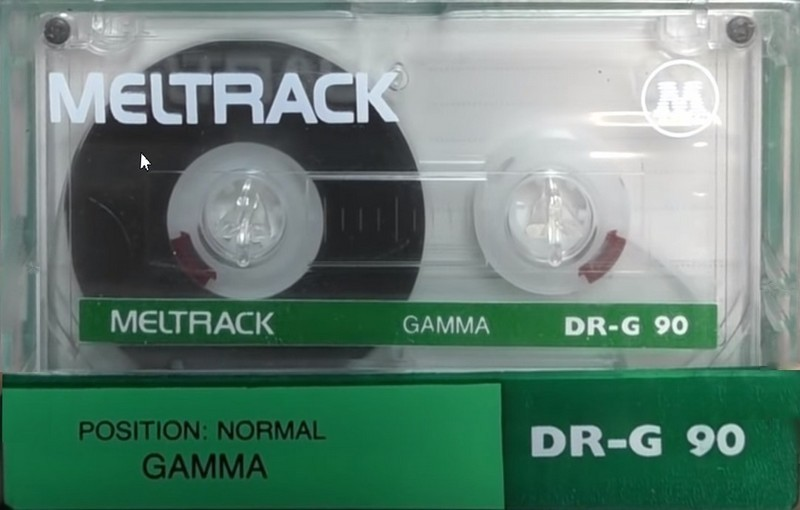 MELTRACK
M
MELTRACK GAMMA DR-G 90
POSITION: NORMAL
GAMMA
DR-G 90